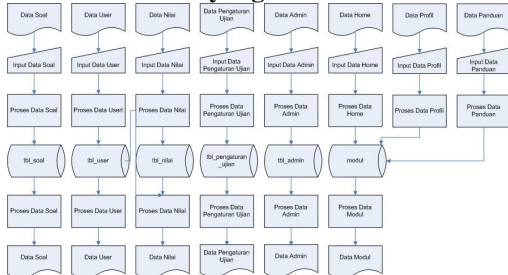 Data Soal
Data User
Data Nilai
Data Pengaturan
Ujian
Data Admin
Data Home
Data Profil
Data Panduan
Input Data Soal
Input Data User
Input Data Nilai
Input Data
Pengaturan Ujian
Input Data Admin
Input Data Home
Input Data Profil
Input Data
Panduan
Proses Data Soal
Proses Data User!
Proses Data Nilai
Proses Data
Pengaturan Ujian
Proses Data
Admin
Proses Data
Home
Proses Data Profil
Proses Data
Panduan
tbl_soal
tbl_user
tbl_nilai
tbl_pengaturan
_ujian
tbl_admin
modul
Proses Data Soal
Proses Data User
Proses Data Nilai
Proses Data
Pengaturan Ujian
Proses Data
Admin
Proses Data
Modul
Data Soal
Data User
Data Nilai
Data Pengaturan
Ujian
Data Admin
Data Modul